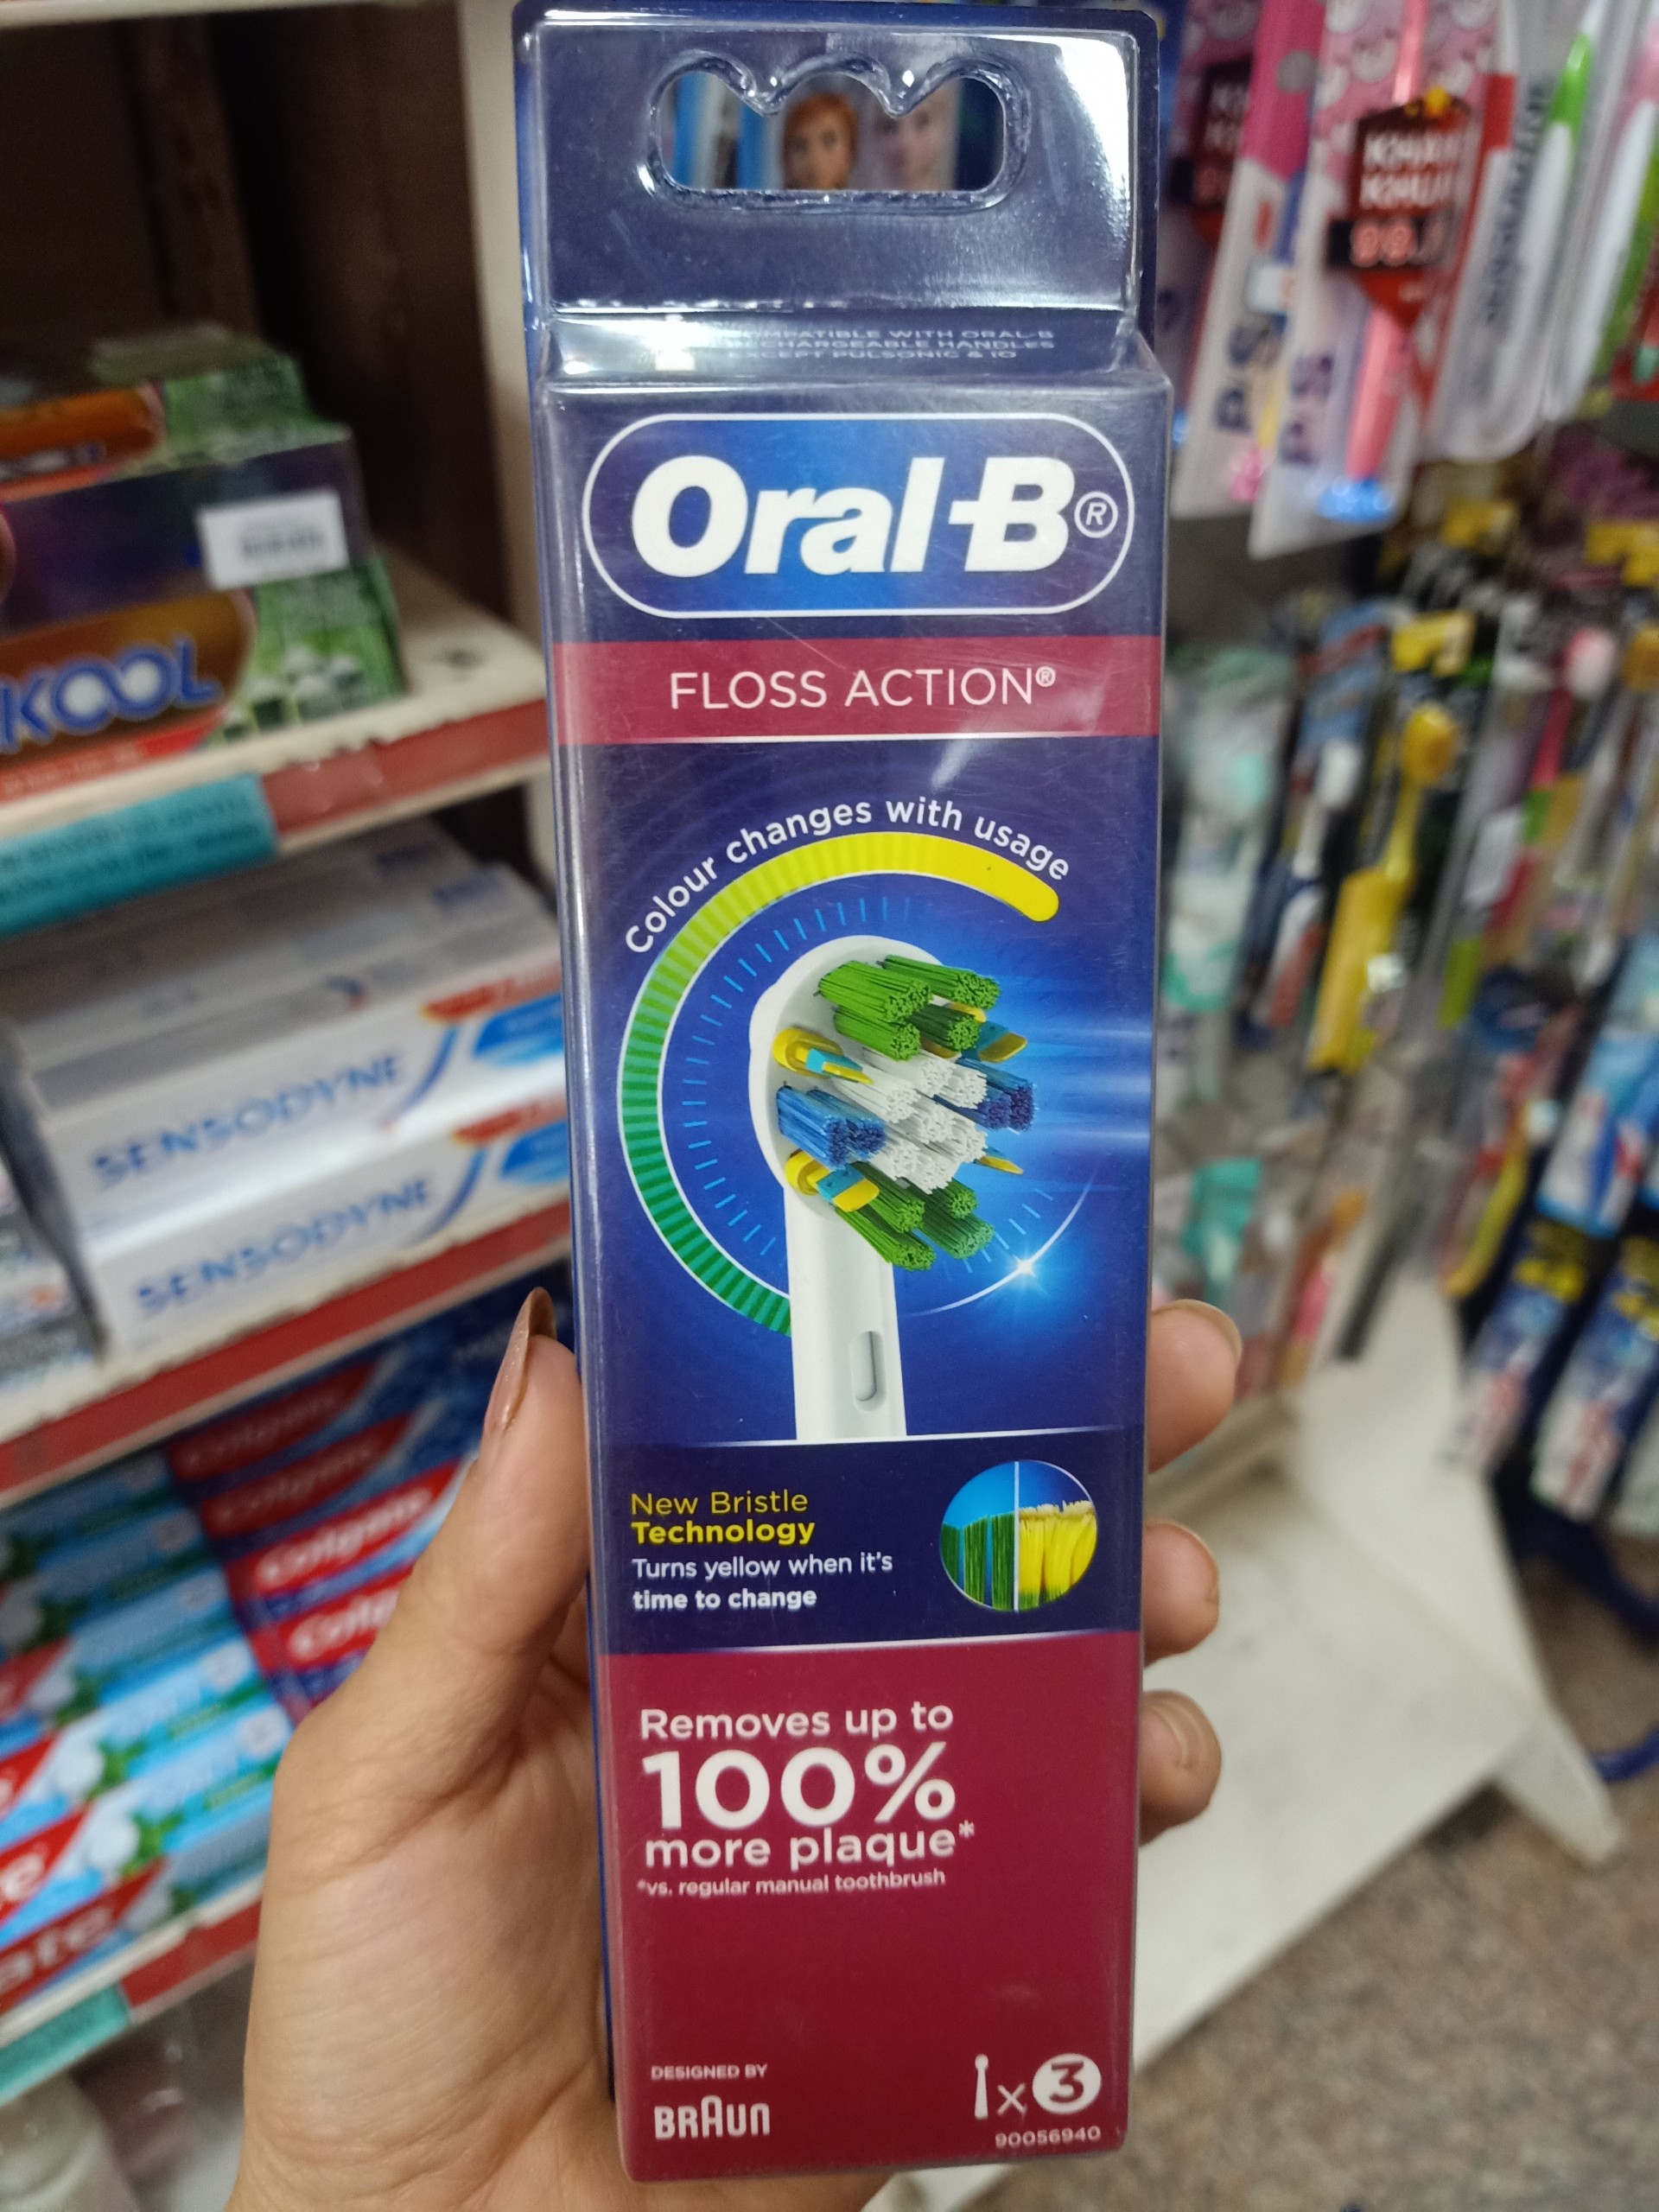 COMPATIBLE WITH ORAL-B
RECHARGEABLE HANDLES
EXCEPT PULSONIC & IO
Oral-B®
FLOSS ACTION®
Colour changes with usage
New Bristle
Technology
Turns yellow when it's
time to change
Removes up to
100%
more plaque*
*vs. regular manual toothbrush
DESIGNED BY
BRAUN
x 3
90056940
KOOL
SENSODYNE
SENSODYNE
Colgate
Colgate
Colgate